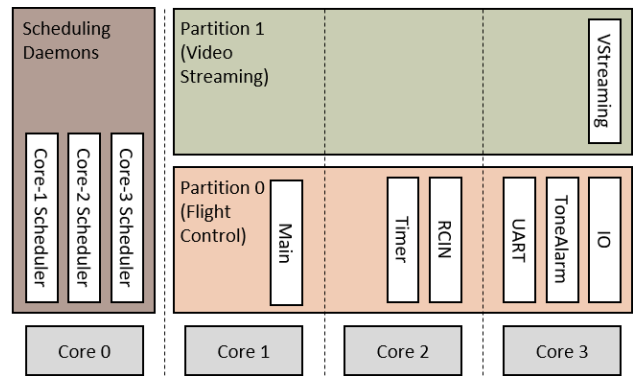 Scheduling
Daemons
Core-1 Scheduler
Core-2 Scheduler
Core-3 Scheduler
Partition 1
(Video
Streaming)
VStreaming
Partition 0
(Flight
Control)
Main
Timer
RCIN
UART
ToneAlarm
IO
Core 0
Core 1
Core 2
Core 3